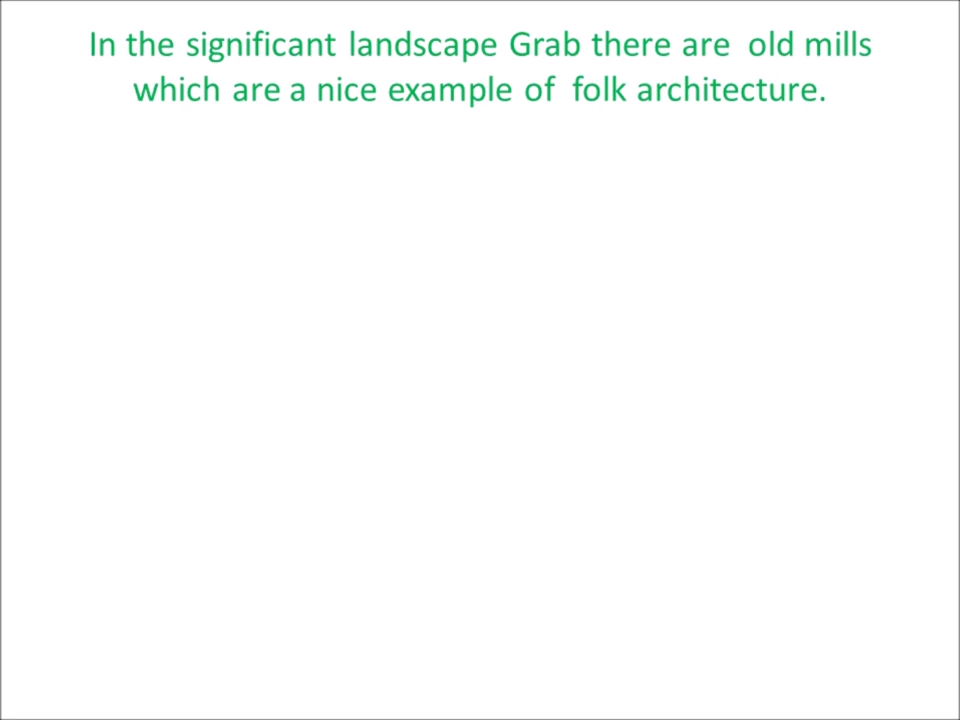 In the significant landscape Grab there are  old mills
which are a nice example of  folk architecture.